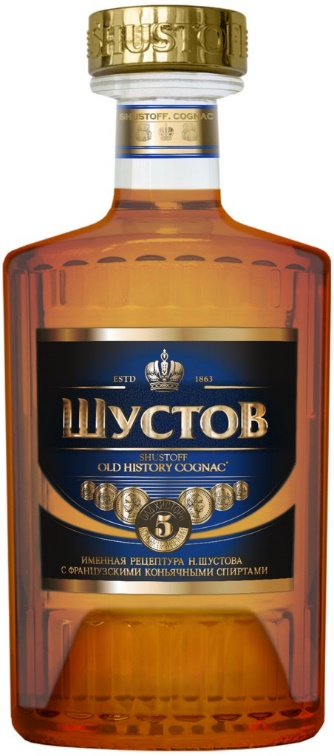 SHUSTOFF
SHUSTOFF. COGNAC
ESTD 1863
ШУСТОВ
SHUSTOFF
OLD HISTORY COGNAC
5
ИМЕННАЯ РЕЦЕПТУРА Н.ШУСТОВА
С ФРАНЦУЗСКИМИ КОНЬЯЧНЫМИ СПИРТАМИ